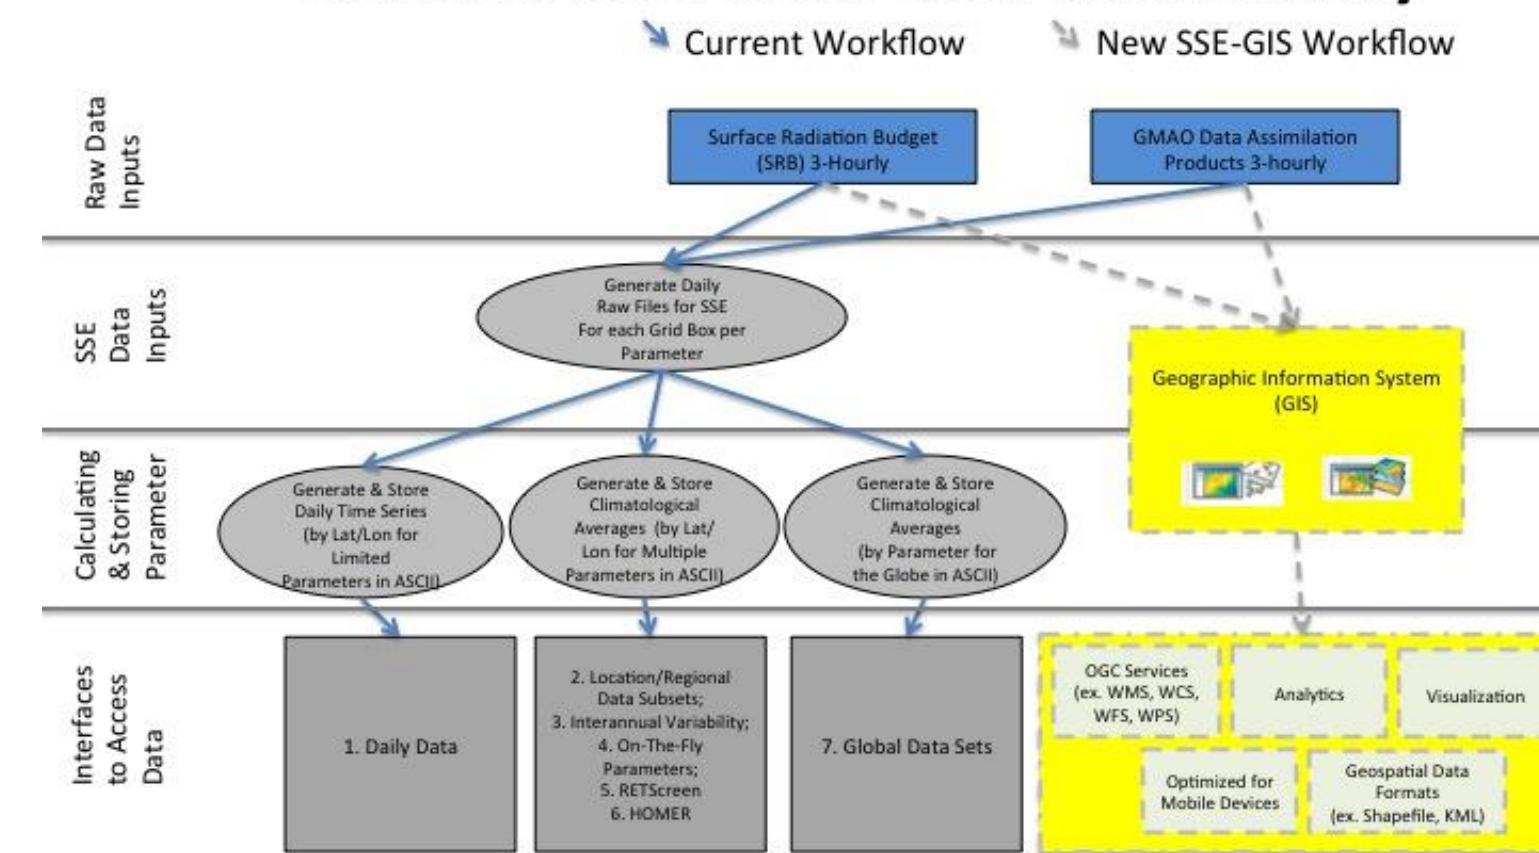 Current Workflow
New SSE-GIS Workflow
Raw Data
Inputs
Surface Radiation Budget
(SRB) 3-Hourly
GMAO Data Assimilation
Products 3-hourly
SSE
Data
Inputs
Generate Daily
Raw Files for SSE
For each Grid Box per
Parameter
Geographic Information System
(GIS)
Calculating
& Storing
Parameter
Generate & Store
Daily Time Series
(by Lat/Lon for
Limited
Parameters in ASCII)
Generate & Store
Climatological
Averages (by Lat/
Lon for Multiple
Parameters in ASCII)
Generate & Store
Climatological
Averages
(by Parameter for
the Globe in ASCII)
Interfaces
to Access
Data
1. Daily Data
2. Location/Regional
Data Subsets;
3. Interannual Variability;
4. On-The-Fly
Parameters;
5. RETScreen
6. HOMER
7. Global Data Sets
OGC Services
(ex. WMS, WCS,
WFS, WPS)
Analytics
Visualization
Optimized for
Mobile Devices
Geospatial Data
Formats
(ex. Shapefile, KML)